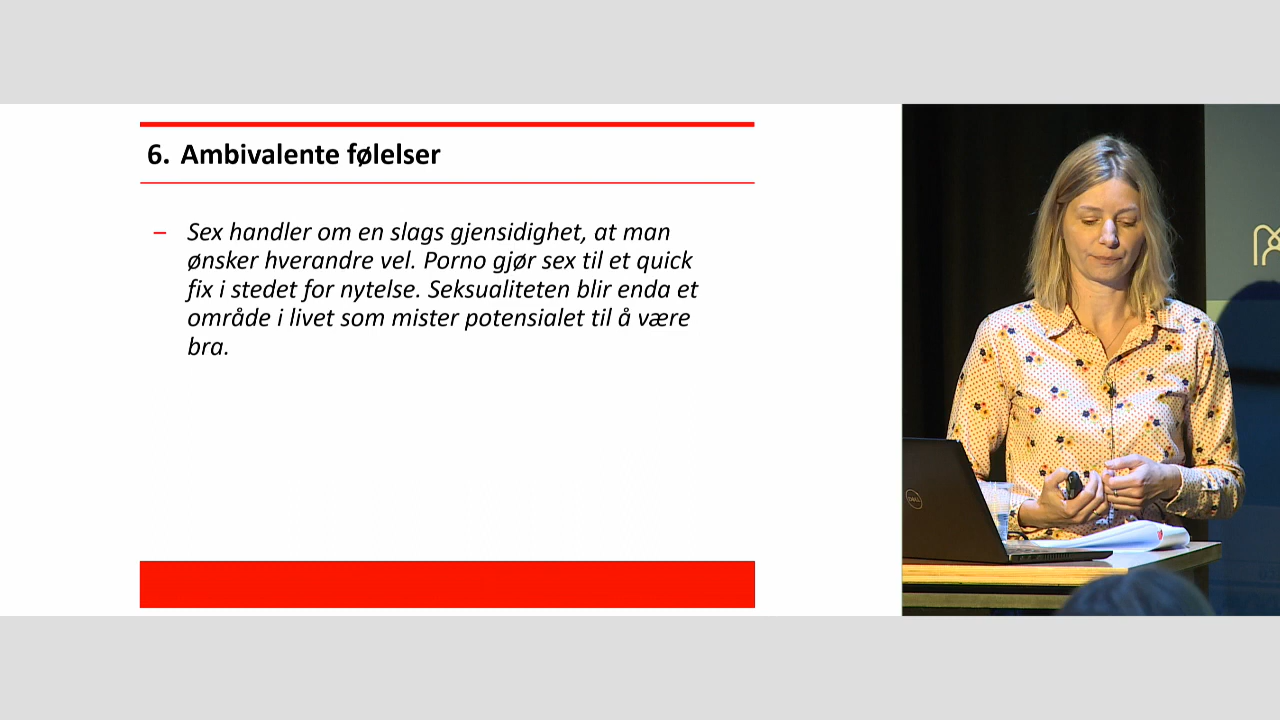 6. Ambivalente følelser
– Sex handler om en slags gjensidighet, at man
ønsker hverandre vel. Porno gjør sex til et quick
fix i stedet for nytelse. Seksualiteten blir enda et
område i livet som mister potensialet til å være
bra.
DELL